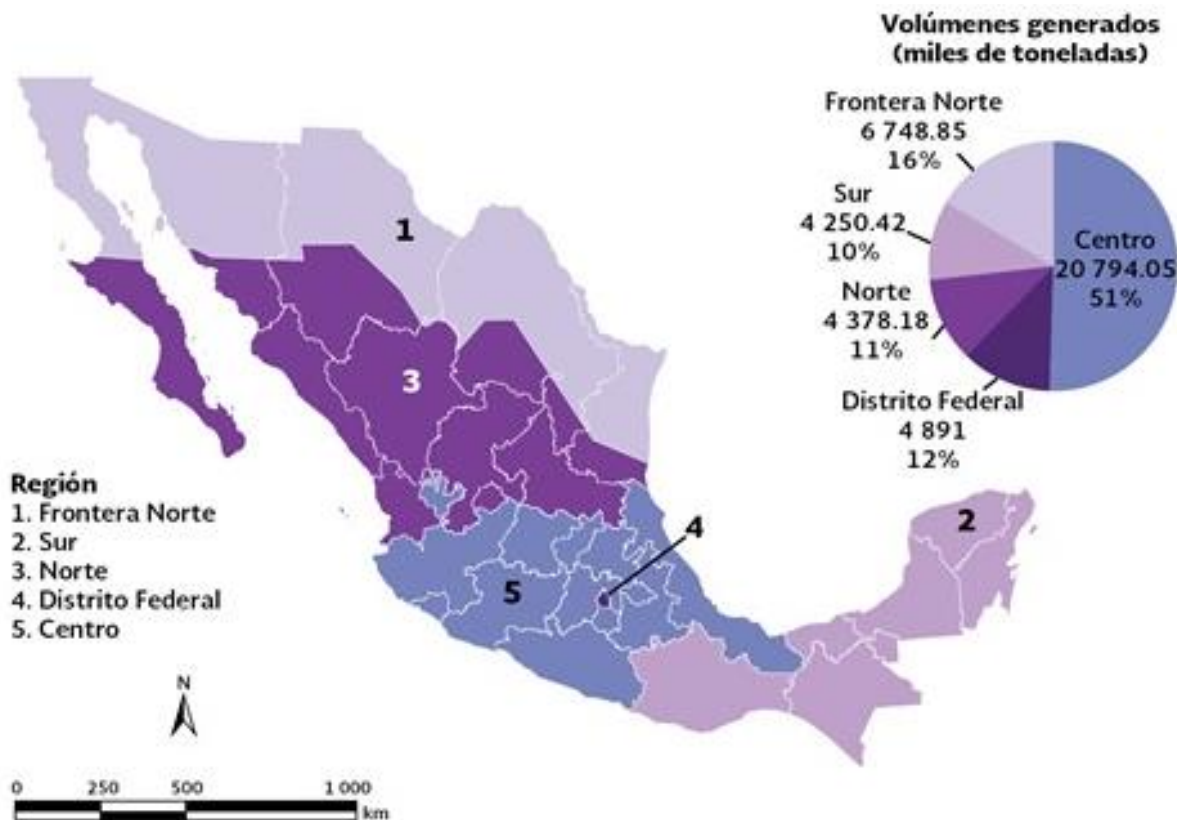 Volúmenes generados
(miles de toneladas)
Frontera Norte
6 748.85
16%
Sur
4 250.42
10%
Norte
4 378.18
11%
Distrito Federal
4 891
12%
Centro
20 794.05
51%
1
3
2
4
5
Región
1. Frontera Norte
2. Sur
3. Norte
4. Distrito Federal
5. Centro
N
0 250 500 1 000
km